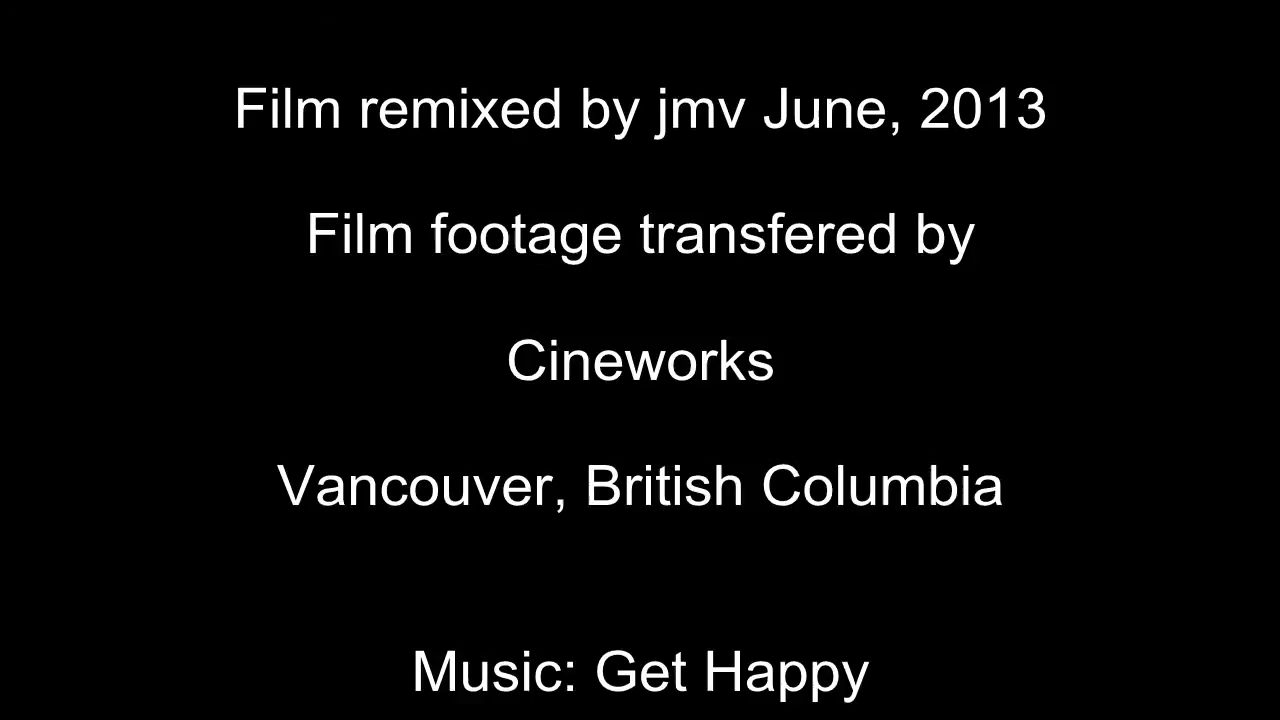 Film remixed by jmv June, 2013
Film footage transfered by
Cineworks
Vancouver, British Columbia
Music: Get Happy